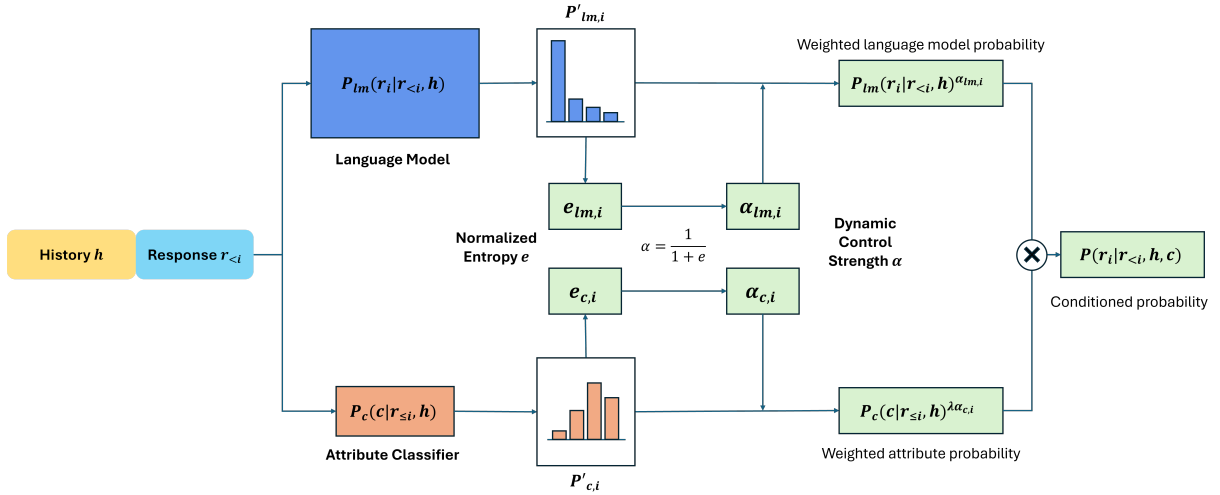 P′lm,i
Weighted language model probability
Plm(ri|r<i, h)
Plm(ri|r<i, h)αlm,i
Language Model
elm,i
αlm,i
History h
Response r<i
Normalized
Entropy e
α = 1/(1 + e)
Dynamic
Control
Strength α
P(ri|r<i, h, c)
Conditioned probability
ec,i
αc,i
Pc(c|r≤i, h)
Pc(c|r≤i, h)λαc,i
Attribute Classifier
Weighted attribute probability
P′c,i